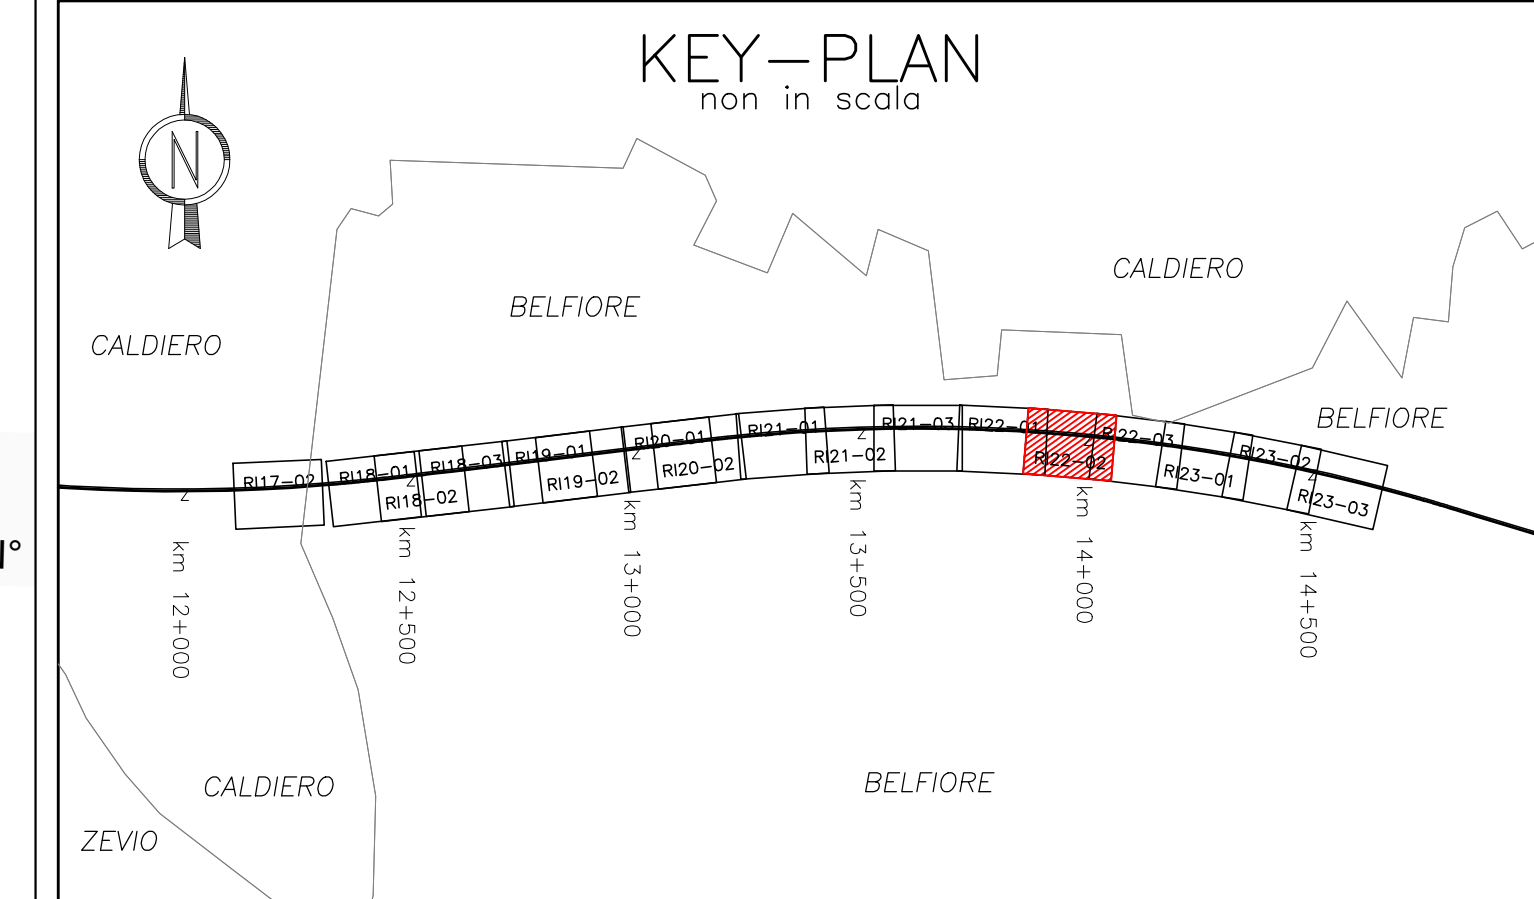 KEY-PLAN
non in scala
N
CALDIERO
BELFIORE
CALDIERO
BELFIORE
RI17-02
RI18-01
RI18-02
RI18-03
RI19-01
RI19-02
RI20-01
RI20-02
RI21-01
RI21-02
RI21-03
RI22-01
RI22-02
RI22-03
RI23-01
RI23-02
RI23-03
km 12+000
km 12+500
km 13+000
km 13+500
km 14+000
km 14+500
CALDIERO
BELFIORE
ZEVIO